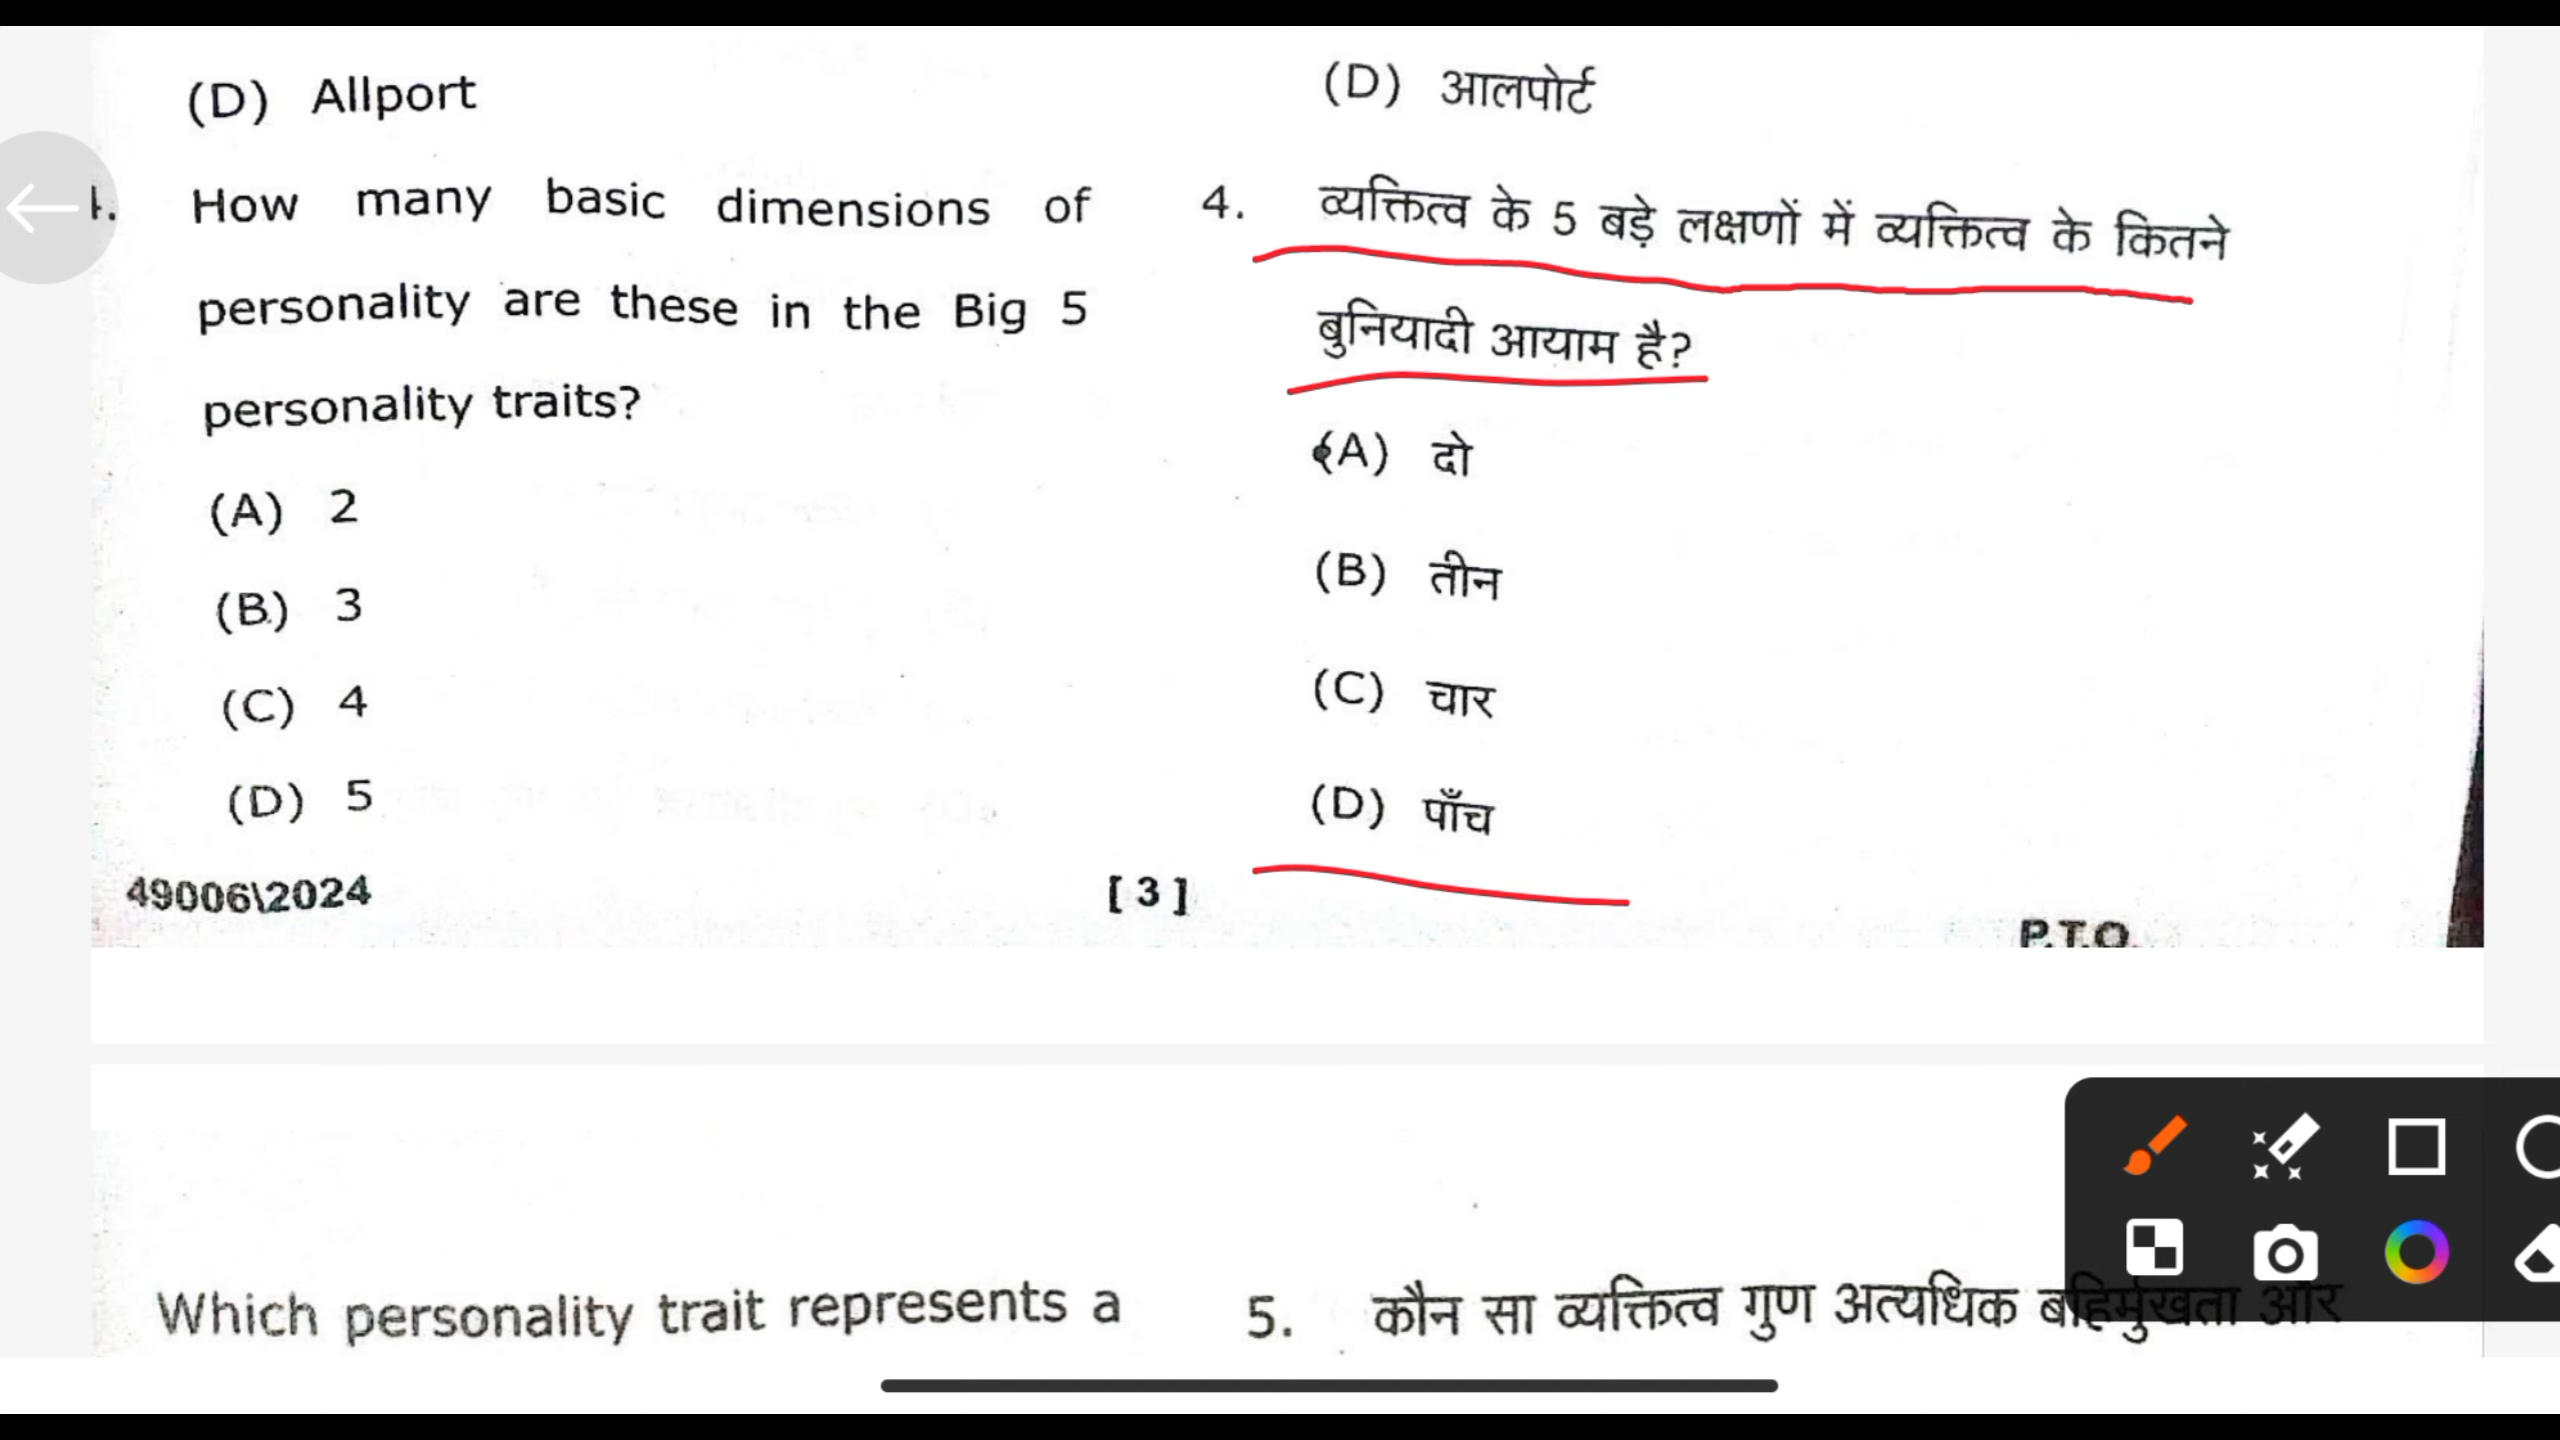 (D) Allport
How many basic dimensions of
personality are these in the Big 5
personality traits?
(A) 2
(B) 3
(C) 4
(D) 5
49006\2024
[3]
(D) आलपोर्ट
4. व्यक्तित्व के 5 बड़े लक्षणों में व्यक्तित्व के कितने
बुनियादी आयाम है?
(A) दो
(B) तीन
(C) चार
(D) पाँच
P.T.O.
Which personality trait represents a
5. कौन सा व्यक्तित्व गुण अत्यधिक बहिर्मुखता और